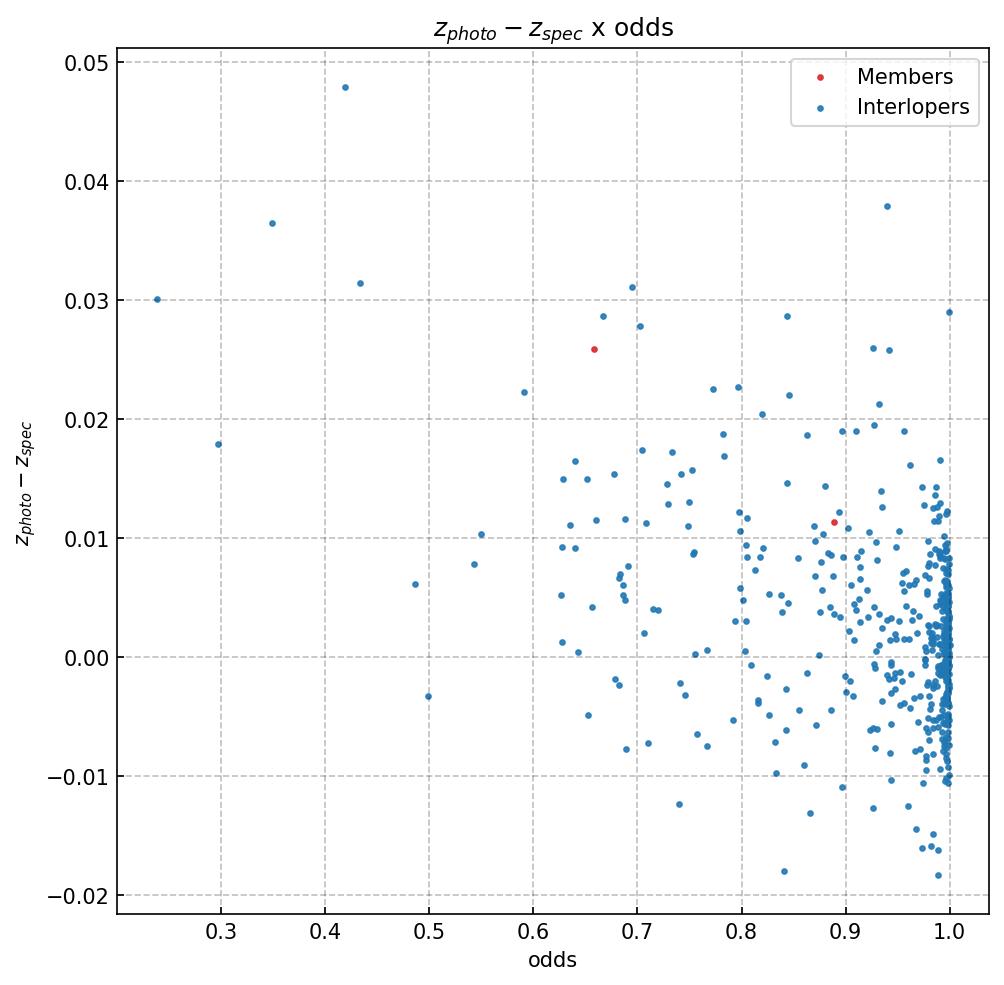 z_photo − z_spec x odds
Members
Interlopers
z_photo − z_spec
0.05
0.04
0.03
0.02
0.01
0.00
−0.01
−0.02
0.3 0.4 0.5 0.6 0.7 0.8 0.9 1.0
odds